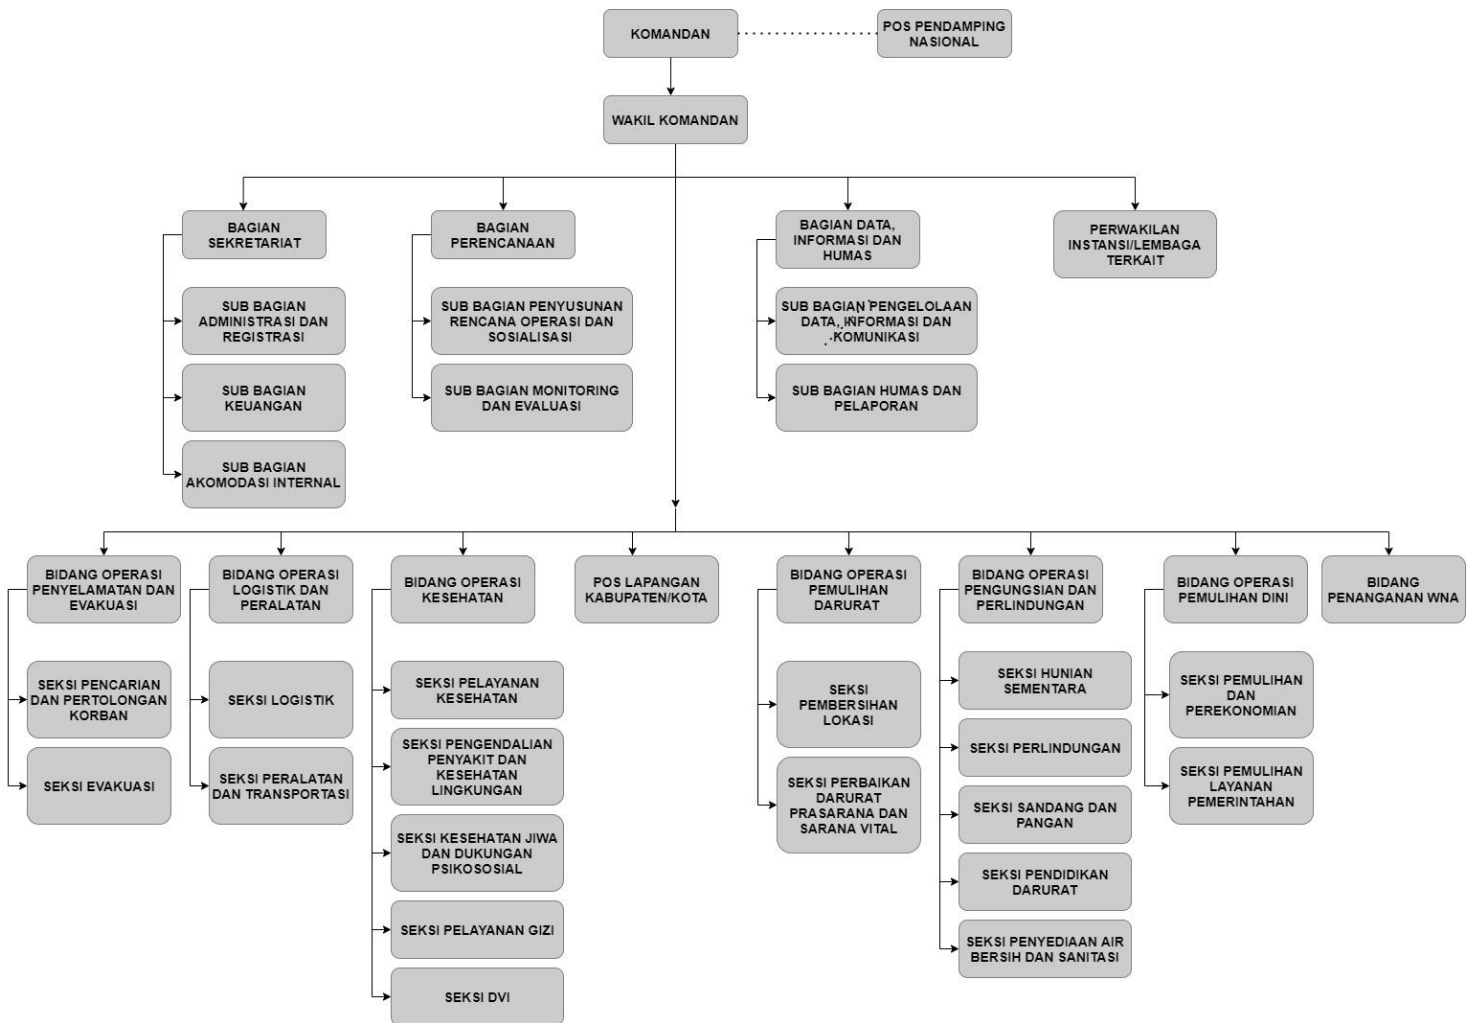 KOMANDAN
POS PENDAMPING
NASIONAL
WAKIL KOMANDAN
BAGIAN
SEKRETARIAT
BAGIAN
PERENCANAAN
BAGIAN DATA,
INFORMASI DAN
HUMAS
PERWAKILAN
INSTANSI/LEMBAGA
TERKAIT
SUB BAGIAN
ADMINISTRASI DAN
REGISTRASI
SUB BAGIAN PENYUSUNAN
RENCANA OPERASI DAN
SOSIALISASI
SUB BAGIAN PENGELOLAAN
DATA, INFORMASI DAN
KOMUNIKASI
SUB BAGIAN
KEUANGAN
SUB BAGIAN MONITORING
DAN EVALUASI
SUB BAGIAN HUMAS DAN
PELAPORAN
SUB BAGIAN
AKOMODASI INTERNAL
BIDANG OPERASI
PENYELAMATAN DAN
EVAKUASI
BIDANG OPERASI
LOGISTIK DAN
PERALATAN
BIDANG OPERASI
KESEHATAN
POS LAPANGAN
KABUPATEN/KOTA
BIDANG OPERASI
PEMULIHAN
DARURAT
BIDANG OPERASI
PENGUNGSIAN DAN
PERLINDUNGAN
BIDANG OPERASI
PEMULIHAN DINI
BIDANG
PENANGANAN WNA
SEKSI PENCARIAN
DAN PERTOLONGAN
KORBAN
SEKSI EVAKUASI
SEKSI LOGISTIK
SEKSI PERALATAN
DAN TRANSPORTASI
SEKSI PELAYANAN
KESEHATAN
SEKSI PENGENDALIAN
PENYAKIT DAN
KESEHATAN
LINGKUNGAN
SEKSI KESEHATAN JIWA
DAN DUKUNGAN
PSIKOSOSIAL
SEKSI PELAYANAN GIZI
SEKSI DVI
SEKSI
PEMBERSIHAN
LOKASI
SEKSI PERBAIKAN
DARURAT
PRASARANA DAN
SARANA VITAL
SEKSI HUNIAN
SEMENTARA
SEKSI PERLINDUNGAN
SEKSI SANDANG DAN
PANGAN
SEKSI PENDIDIKAN
DARURAT
SEKSI PENYEDIAAN AIR
BERSIH DAN SANITASI
SEKSI PEMULIHAN
DAN
PEREKONOMIAN
SEKSI PEMULIHAN
LAYANAN
PEMERINTAHAN